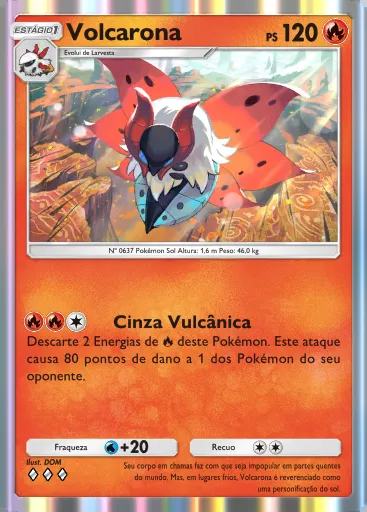 ESTÁGIO 1
Volcarona
PS 120
Evolui de Larvesta
Nº 0637 Pokémon Sol Altura: 1,6 m Peso: 46,0 kg
Cinza Vulcânica
Descarte 2 Energias de deste Pokémon. Este ataque
causa 80 pontos de dano a 1 dos Pokémon do seu
oponente.
Fraqueza +20 Recuo
Ilust. DOM
Seu corpo em chamas faz com que seja impopular em partes quentes
do mundo. Mas, em lugares frios, Volcarona é reverenciado como
uma personificação do sol.